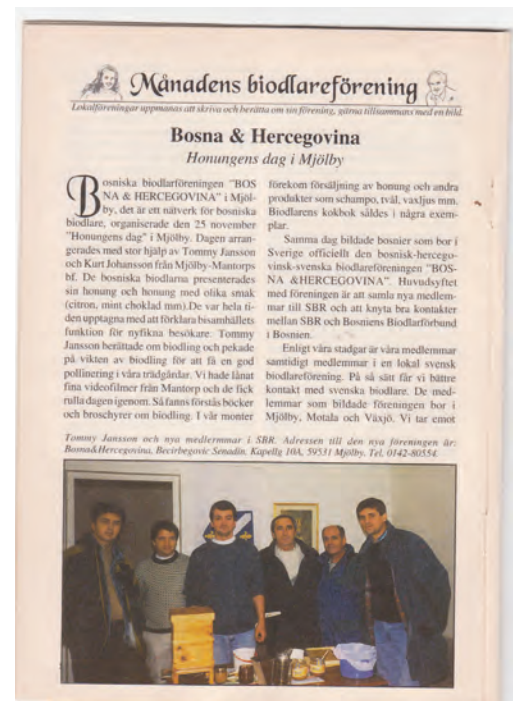 Månadens biodlareförening
Lokalföreningar uppmanas att skriva och berätta om sin förening, gärna tillsammans med en bild.
Bosna & Hercegovina
Honungens dag i Mjölby
Bosniska biodlarföreningen "BOS
NA & HERCEGOVINA" i Mjöl-
by, det är ett nätverk för bosniska
biodlare, organiserade den 25 november
"Honungens dag" i Mjölby. Dagen arran-
gerades med stor hjälp av Tommy Jansson
och Kurt Johansson från Mjölby-Mantorps
bf. De bosniska biodlarna presenterades
sin honung och honung med olika smak
(citron, mint choklad mm).De var hela ti-
den upptagna med att förklara bisamhällets
funktion för nyfikna besökare. Tommy
Jansson berättade om biodling och pekade
på vikten av biodling för att få en god
pollinering i våra trädgårdar. Vi hade lånat
fina videofilmer från Mantorp och de fick
rulla dagen igenom. Så fanns förstås böcker
och broschyrer om biodling. I vår monter
förekom försäljning av honung och andra
produkter som schampo, tvål, vaxljus mm.
Biodlarens kokbok såldes i några exem-
plar.
Samma dag bildade bosnier som bor i
Sverige officiellt den bosnisk-hercego-
vinsk-svenska biodlareföreningen "BOS-
NA &HERCEGOVINA". Huvudsyftet
med föreningen är att samla nya medlem-
mar till SBR och att knyta bra kontakter
mellan SBR och Bosniens Biodlarförbund
i Bosnien.
Enligt våra stadgar är våra medlemmar
samtidigt medlemmar i en lokal svensk
biodlareförening. På så sätt får vi bättre
kontakt med svenska biodlare. De med-
lemmar som bildade föreningen bor i
Mjölby, Motala och Växjö. Vi tar emot
Tommy Jansson och nya medlermmar i SBR. Adressen till den nya föreningen är:
Bosna&Hercegovina, Becirbegovic Senadin, Kapellg 10A, 59531 Mjölby. Tel. 0142-80554.